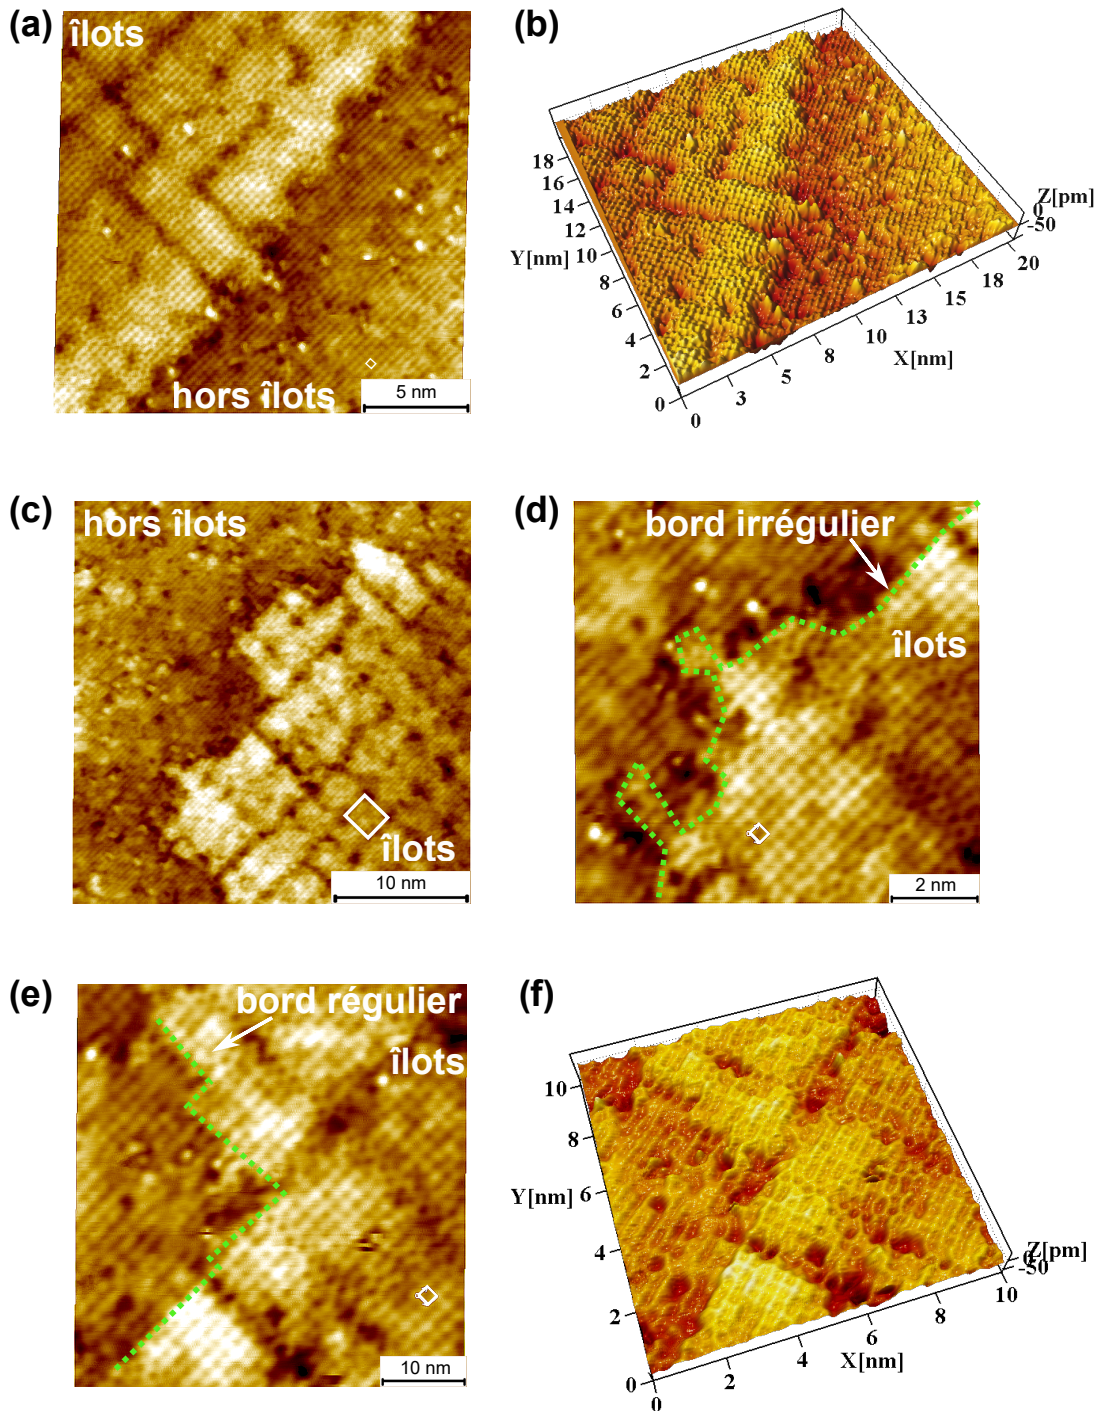 (a)
îlots
hors îlots
5 nm
(b)
Z[pm]
0
-50
18
16
14
12
Y[nm] 10
8
6
4
2
0
0
3
5
8
10
13
15
18
20
X[nm]
(c)
hors îlots
îlots
10 nm
(d)
bord irrégulier
îlots
2 nm
(e)
bord régulier
îlots
10 nm
(f)
10
8
Y[nm] 6
4
2
0
0
2
4
6
8
10
X[nm]
Z[pm]
0
-50